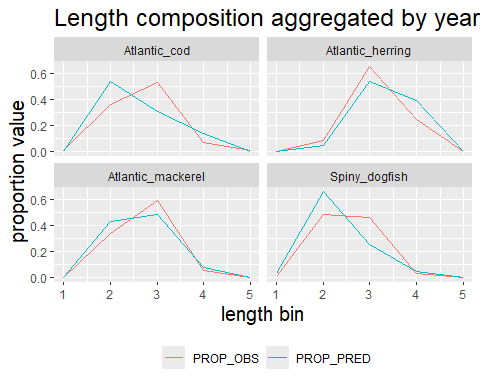 Length composition aggregated by year
Atlantic_cod
Atlantic_herring
0.6
0.4
0.2
0.0
Atlantic_mackerel
Spiny_dogfish
0.6
0.4
0.2
0.0
1 2 3 4 5
1 2 3 4 5
proportion value
length bin
PROP_OBS
PROP_PRED